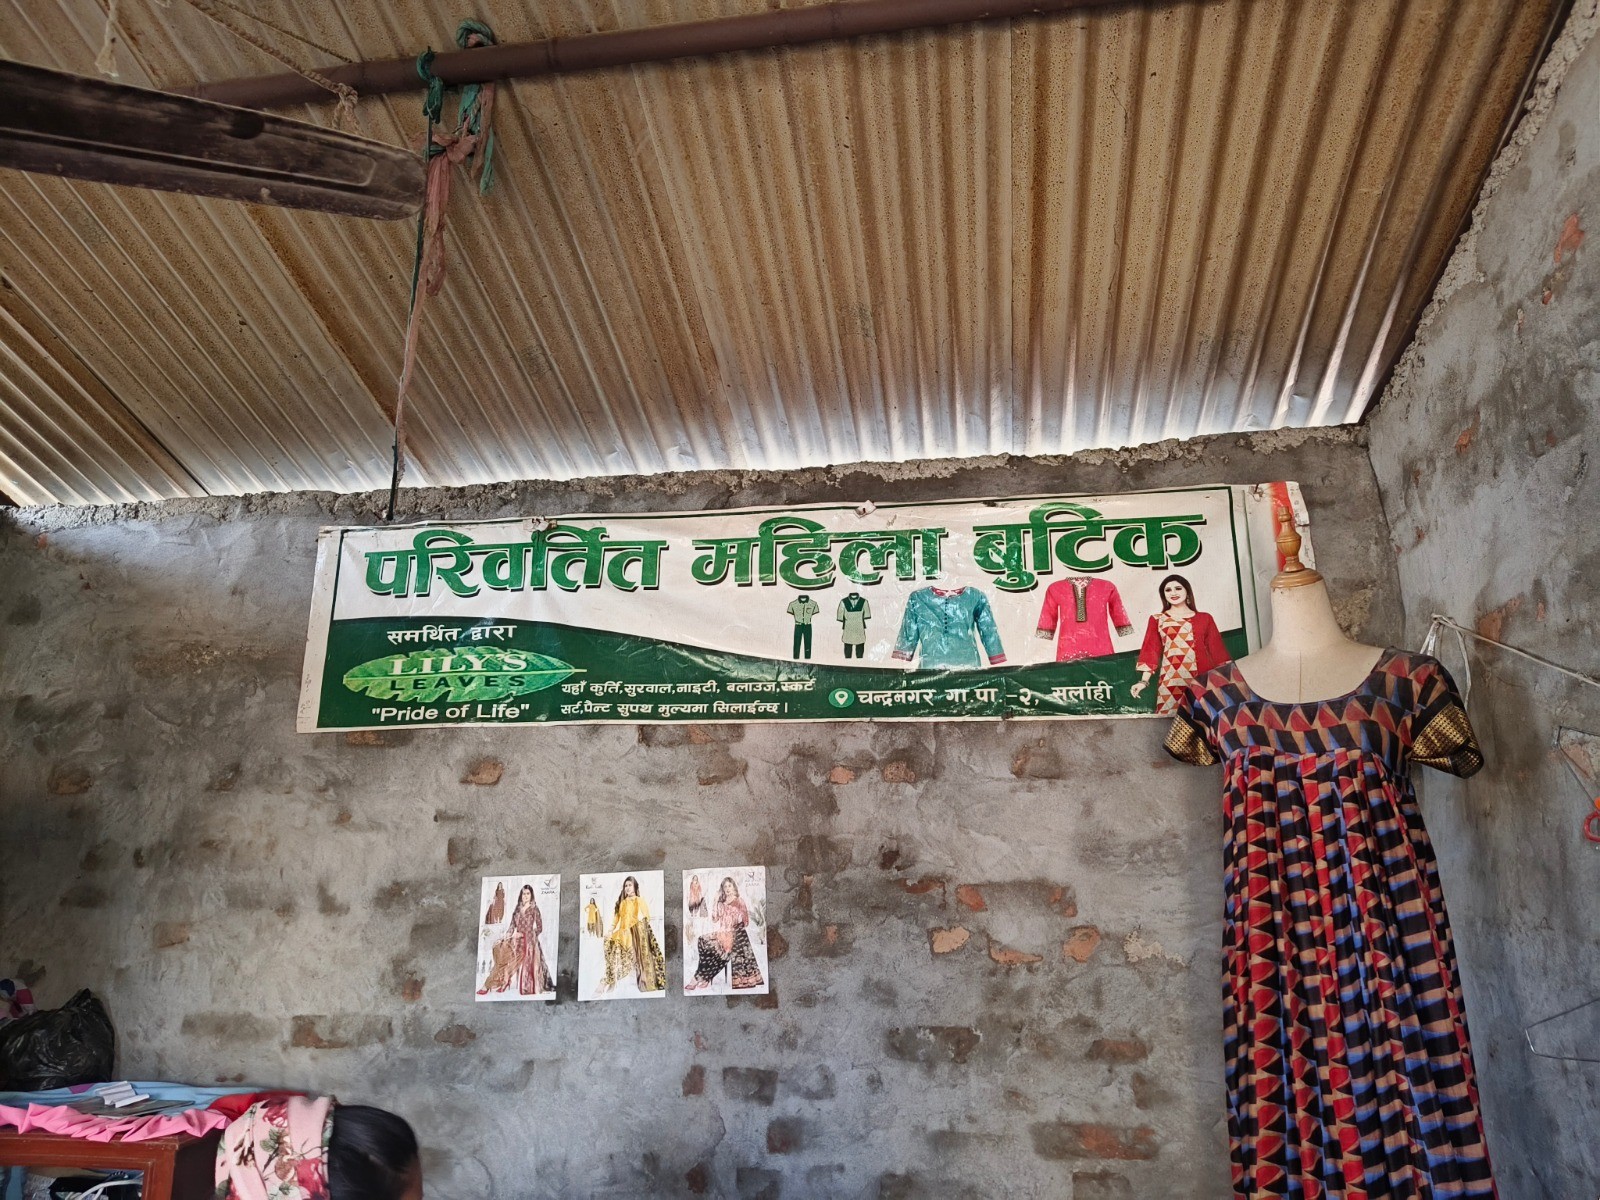 परिवर्तित महिला बुटिक
समर्थित द्वारा
LILY'S
LEAVES
"Pride of Life"
यहाँ कुर्ति,सुरवाल,नाइटी, बलाउज,स्कर्ट
सर्ट,पैन्ट सुपथ मुल्यमा सिलाईन्छ ।
चन्द्रनगर गा.पा -२, सर्लाही